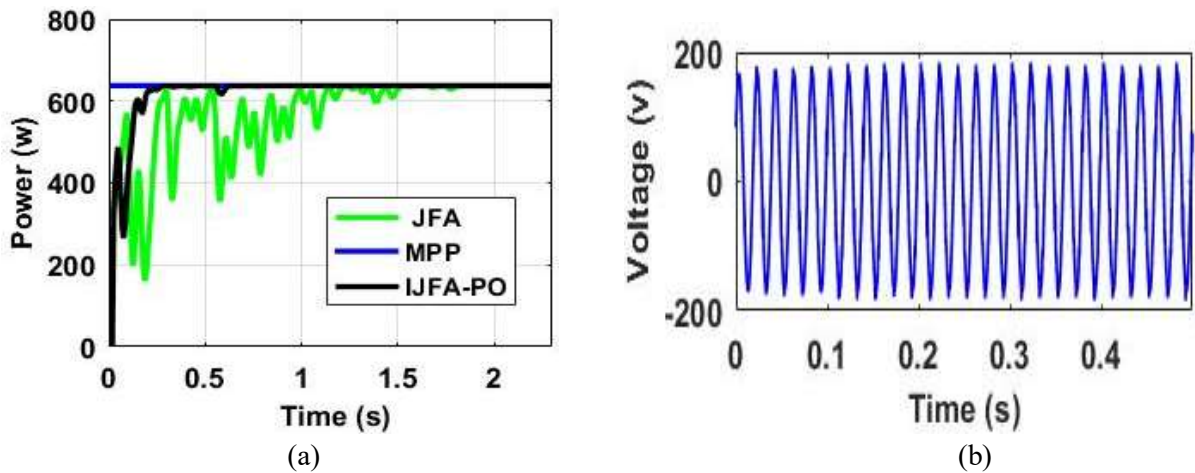 800
600
400
200
0
Power (w)
0
0.5
1
1.5
2
Time (s)
JFA
MPP
IJFA-PO
(a)
200
0
-200
Voltage (v)
0
0.1
0.2
0.3
0.4
Time (s)
(b)